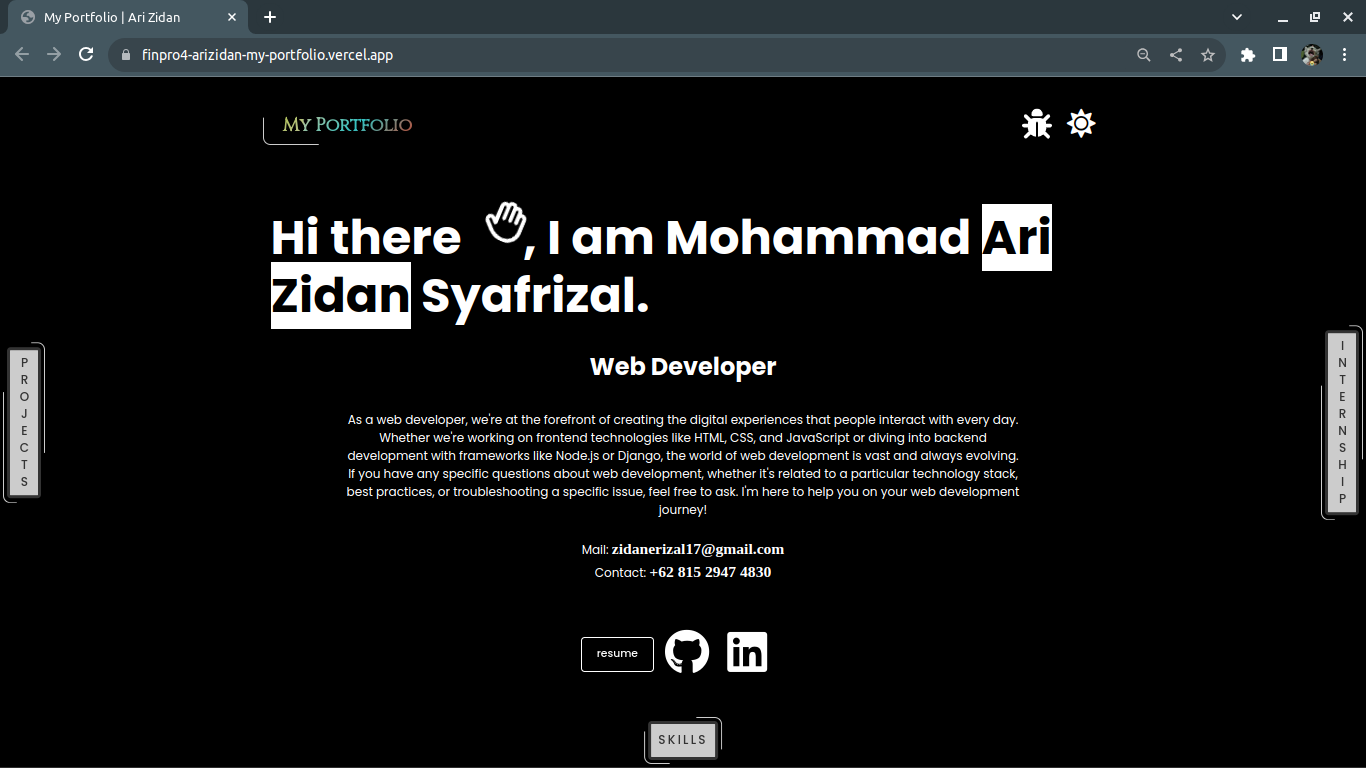 My Portfolio | Ari Zidan
finpro4-arizidan-my-portfolio.vercel.app
My Portfolio
Hi there , I am Mohammad Ari
Zidan Syafrizal.
Web Developer
As a web developer, we're at the forefront of creating the digital experiences that people interact with every day.
Whether we're working on frontend technologies like HTML, CSS, and JavaScript or diving into backend
development with frameworks like Node.js or Django, the world of web development is vast and always evolving.
If you have any specific questions about web development, whether it's related to a particular technology stack,
best practices, or troubleshooting a specific issue, feel free to ask. I'm here to help you on your web development
journey!
Mail: zidanerizal17@gmail.com
Contact: +62 815 2947 4830
resume
in
PROJECTS
INTERNSHIP
SKILLS